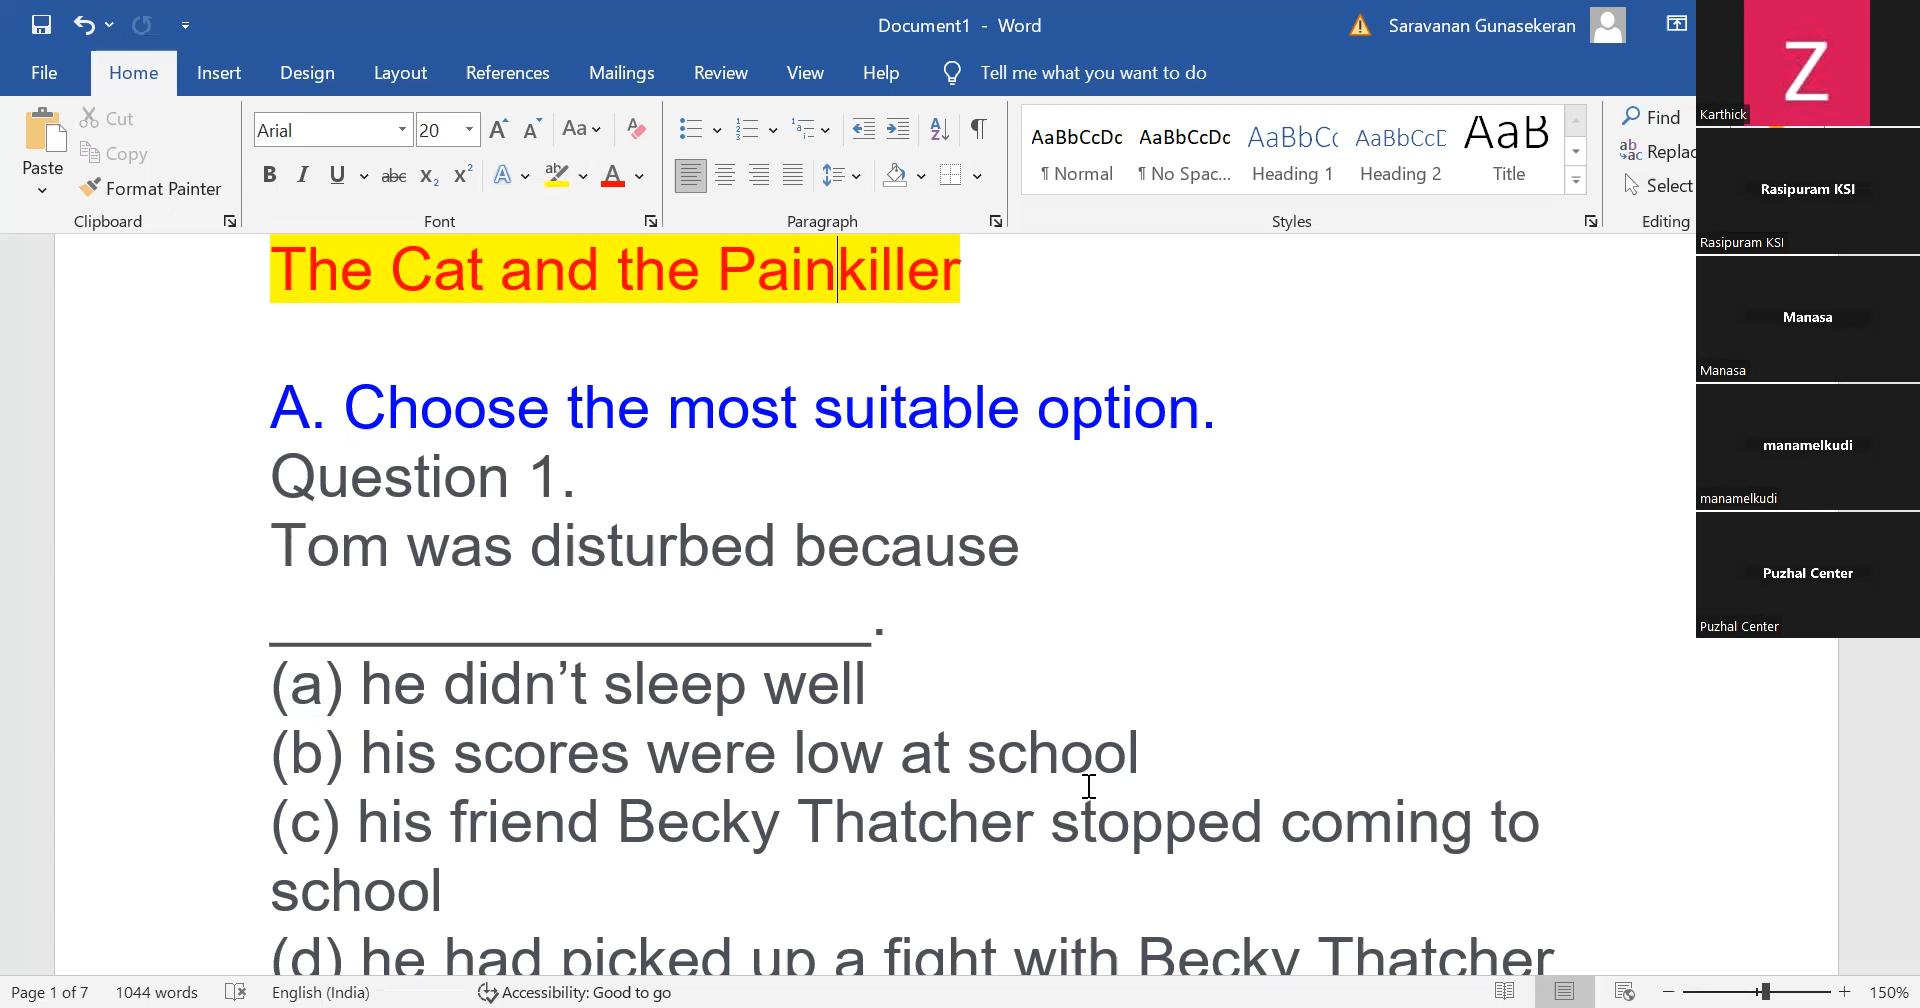 Document1 - Word
Saravanan Gunasekeran
File Home Insert Design Layout References Mailings Review View Help Tell me what you want to do
Paste
Cut
Copy
Format Painter
Clipboard
Arial 20
Font
Paragraph
AaBbCcDc AaBbCcDc AaBbCc AaBbCcD AaB
¶ Normal ¶ No Spac... Heading 1 Heading 2 Title
Styles
Find
Replac
Select
Editing
The Cat and the Painkiller
A. Choose the most suitable option.
Question 1.
Tom was disturbed because
____________________.
(a) he didn’t sleep well
(b) his scores were low at school
(c) his friend Becky Thatcher stopped coming to
school
(d) he had picked up a fight with Becky Thatcher
Z
Karthick
Rasipuram KSI
Rasipuram KSI
Manasa
Manasa
manamelkudi
manamelkudi
Puzhal Center
Puzhal Center
Page 1 of 7 1044 words English (India) Accessibility: Good to go 150%